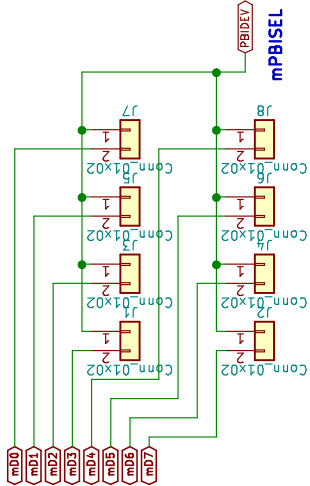 PBIDEV
mPBISEL
J7
1
2
Conn_01x02
J8
1
2
Conn_01x02
J5
1
2
Conn_01x02
J6
1
2
Conn_01x02
J3
1
2
Conn_01x02
J4
1
2
Conn_01x02
J1
1
2
Conn_01x02
J2
1
2
Conn_01x02
mD0
mD1
mD2
mD3
mD4
mD5
mD6
mD7